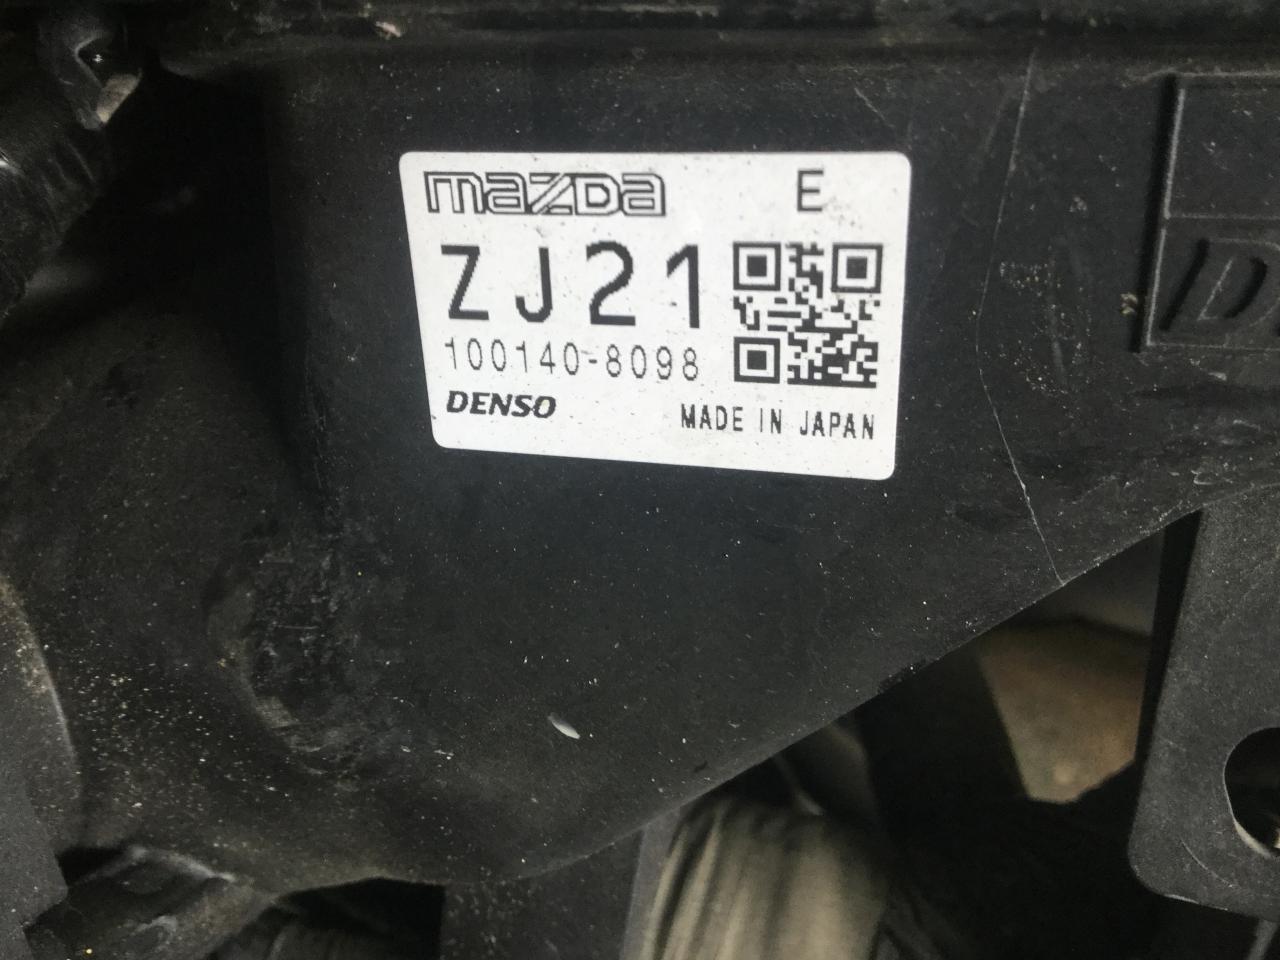 mazda E
ZJ21
100140-8098
DENSO MADE IN JAPAN